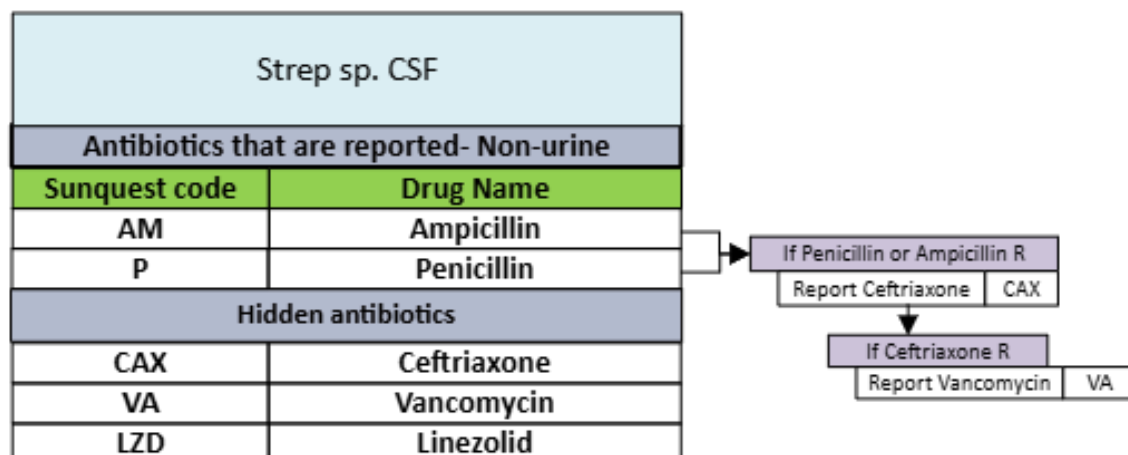 Strep sp. CSF
Antibiotics that are reported- Non-urine
Sunquest code Drug Name
AM Ampicillin
P Penicillin
Hidden antibiotics
CAX Ceftriaxone
VA Vancomycin
LZD Linezolid
If Penicillin or Ampicillin R
Report Ceftriaxone CAX
If Ceftriaxone R
Report Vancomycin VA